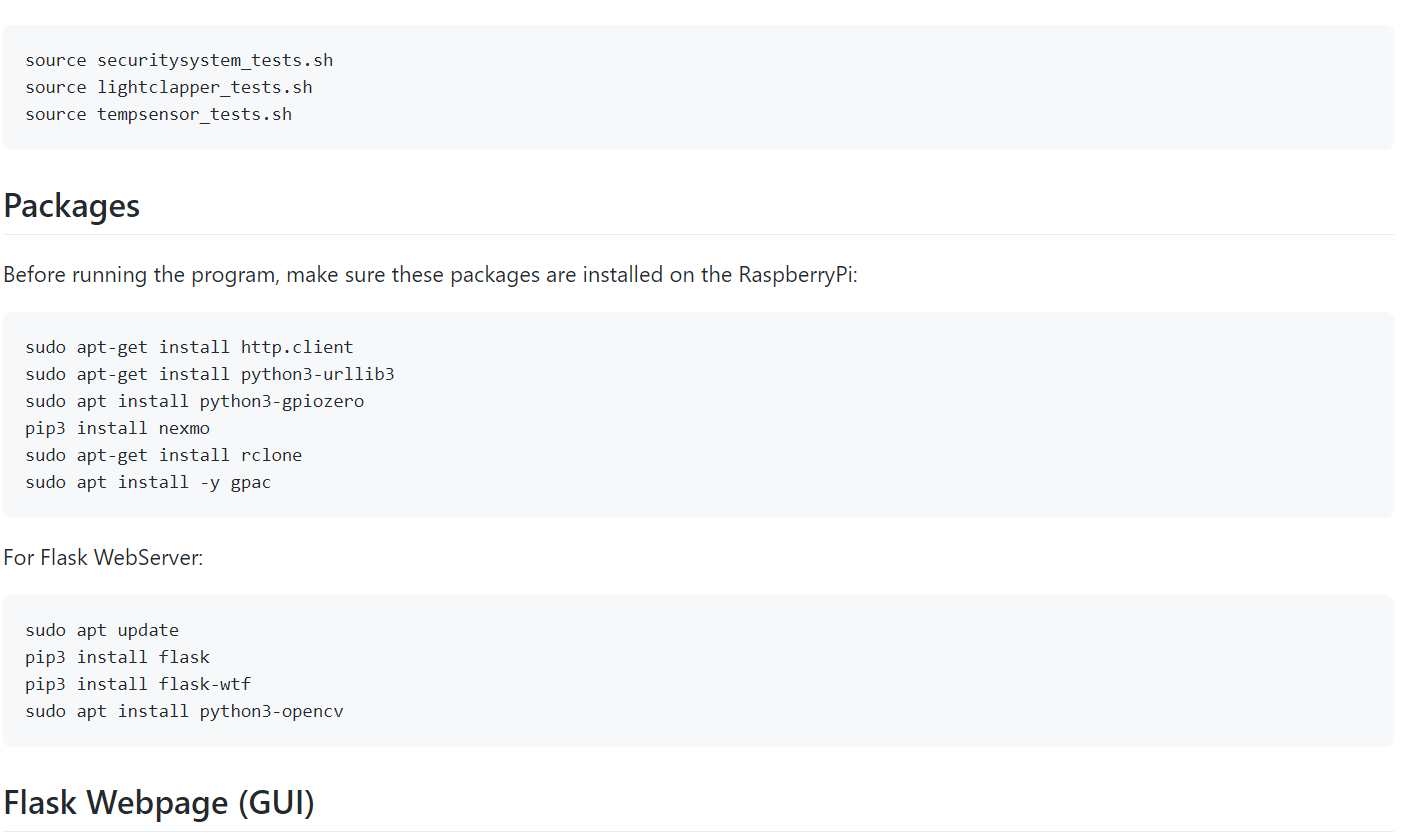 source securitysystem_tests.sh
source lightclapper_tests.sh
source tempsensor_tests.sh
Packages
Before running the program, make sure these packages are installed on the RaspberryPi:
sudo apt-get install http.client
sudo apt-get install python3-urllib3
sudo apt install python3-gpiozero
pip3 install nexmo
sudo apt-get install rclone
sudo apt install -y gpac
For Flask WebServer:
sudo apt update
pip3 install flask
pip3 install flask-wtf
sudo apt install python3-opencv
Flask Webpage (GUI)